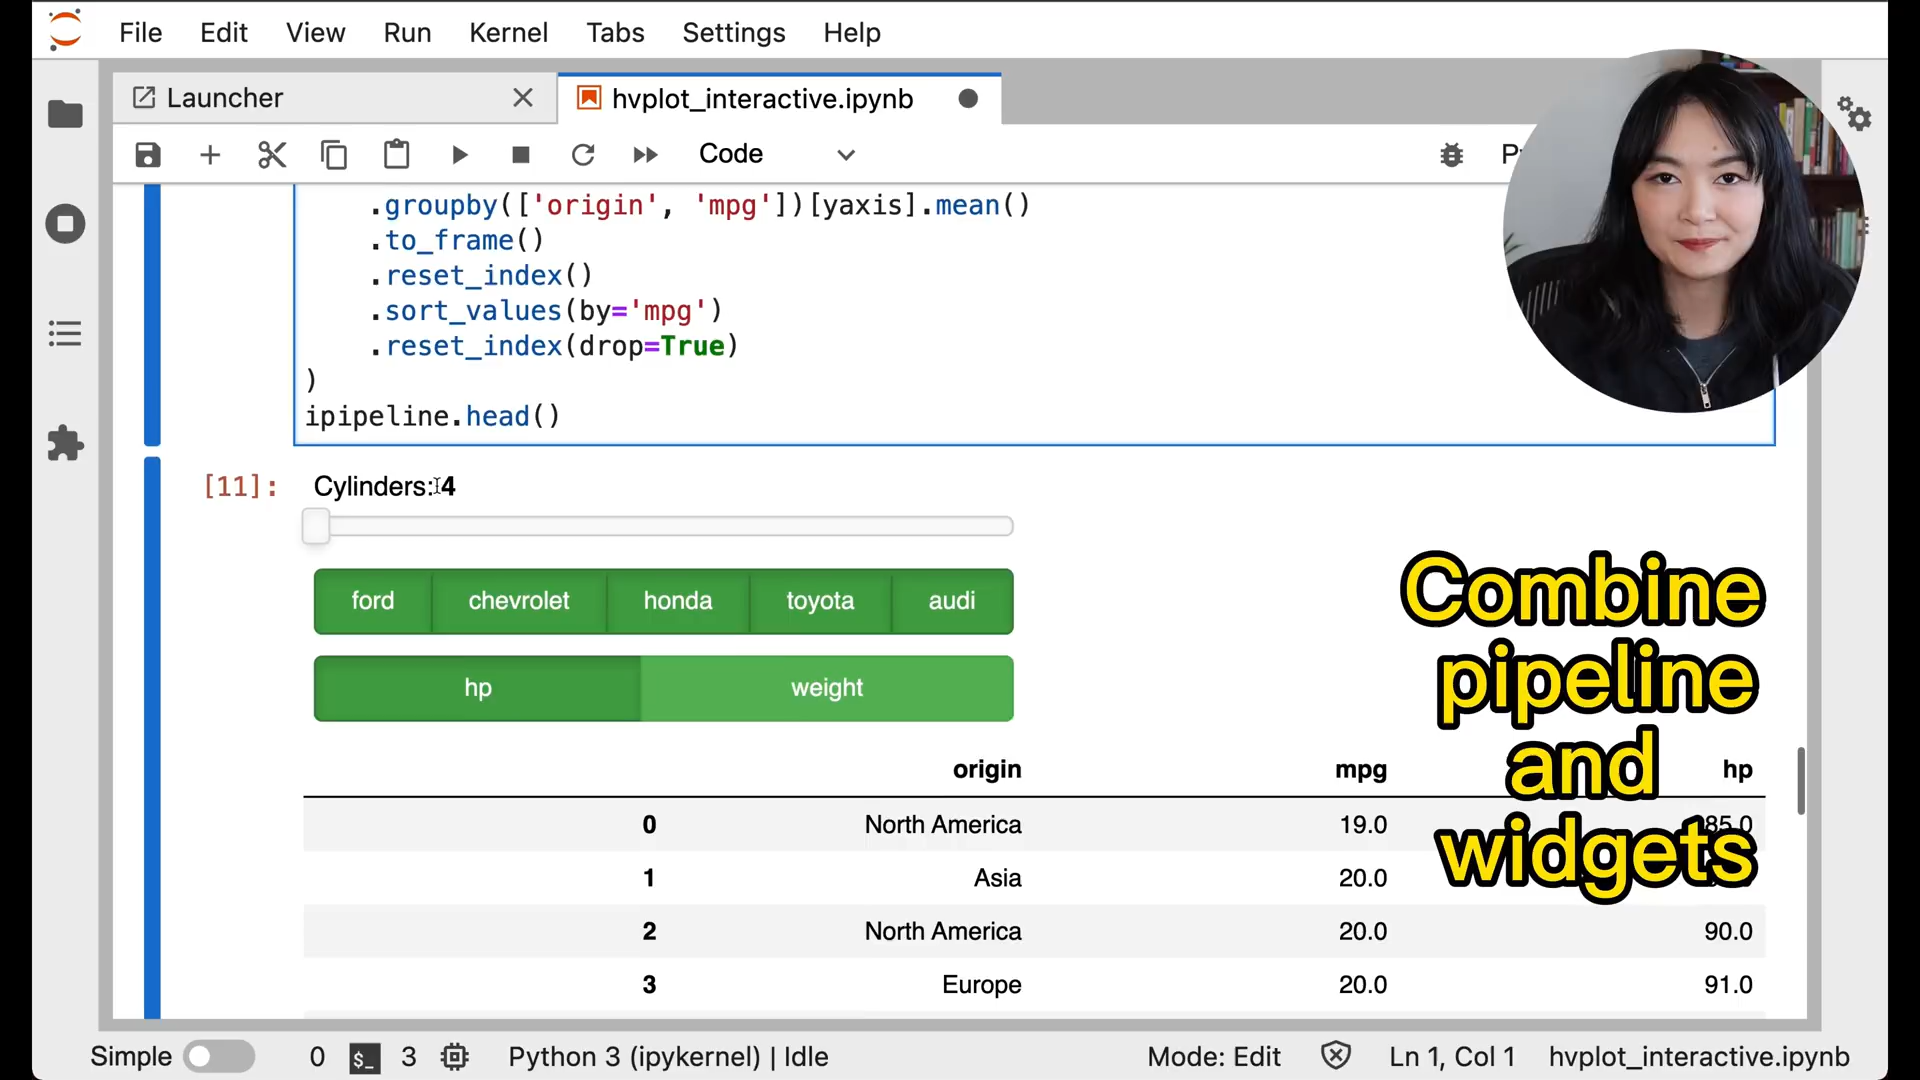 File Edit View Run Kernel Tabs Settings Help
Launcher
hvplot_interactive.ipynb
Code
.groupby(['origin', 'mpg'])[yaxis].mean()
.to_frame()
.reset_index()
.sort_values(by='mpg')
.reset_index(drop=True)
)
ipipeline.head()
[11]: Cylinders: 4
ford chevrolet honda toyota audi
hp weight
origin mpg hp
0 North America 19.0 85.0
1 Asia 20.0
2 North America 20.0 90.0
3 Europe 20.0 91.0
Combine
pipeline
and
widgets
Simple 0 $_ 3 Python 3 (ipykernel) | Idle Mode: Edit Ln 1, Col 1 hvplot_interactive.ipynb